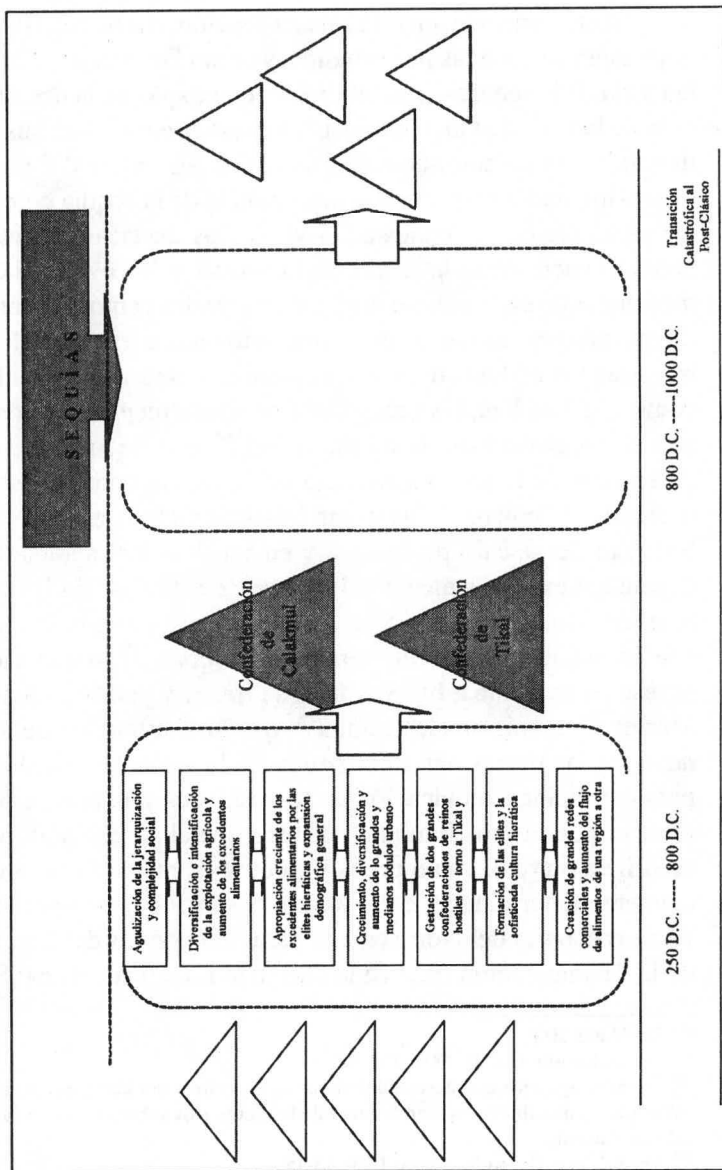 SEQUÍAS
Agudización de la jerarquización
y complejidad social
Diversificación e intensificación
de la explotación agrícola y
aumento de los excedentes
alimentarios
Apropiación creciente de los
excedentes alimentarios por las
elites hieráticas y expansión
demográfica general
Crecimiento, diversificación y
aumento de lo grandes y
medianos nódulos urbanos
Gestación de dos grandes
confederaciones de reinos
hostiles en torno a Tikal y
Formación de las elites y la
sofisticada cultura hierática
Creación de grandes redes
comerciales y aumento del flujo
de alimentos de una región a otra
Confederación
de
Calakmul
Confederación
de
Tikal
250 D.C. ----- 800 D.C.
800 D.C. -----1000 D.C.
Transición
Catastrófica al
Post-Clásico